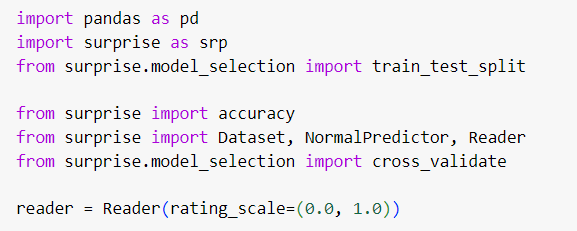 import pandas as pd
import surprise as srp
from surprise.model_selection import train_test_split
from surprise import accuracy
from surprise import Dataset, NormalPredictor, Reader
from surprise.model_selection import cross_validate
reader = Reader(rating_scale=(0.0, 1.0))